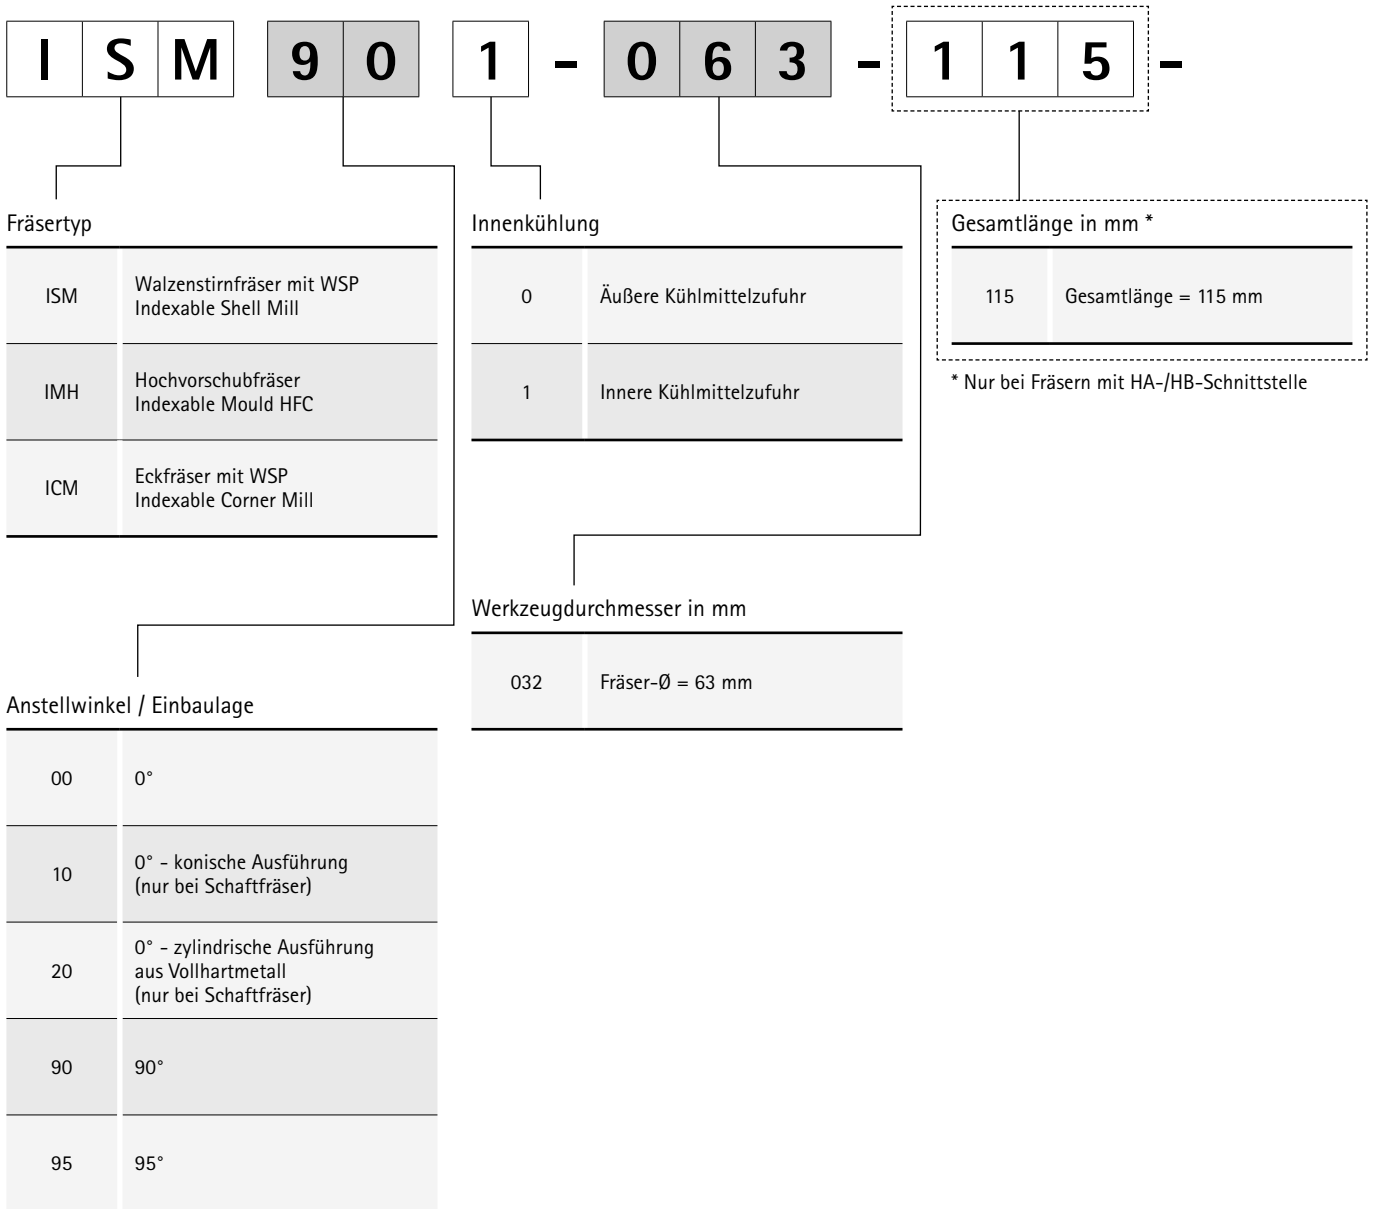 I S M 9 0 1 - 0 6 3 - 1 1 5 -
Fräsertyp
ISM Walzenstirnfräser mit WSP
Indexable Shell Mill
IMH Hochvorschubfräser
Indexable Mould HFC
ICM Eckfräser mit WSP
Indexable Corner Mill
Innenkühlung
0 Äußere Kühlmittelzufuhr
1 Innere Kühlmittelzufuhr
Gesamtlänge in mm *
115 Gesamtlänge = 115 mm
* Nur bei Fräsern mit HA-/HB-Schnittstelle
Werkzeugdurchmesser in mm
032 Fräser-Ø = 63 mm
Anstellwinkel / Einbaulage
00 0°
10 0° - konische Ausführung
(nur bei Schaftfräser)
20 0° - zylindrische Ausführung
aus Vollhartmetall
(nur bei Schaftfräser)
90 90°
95 95°